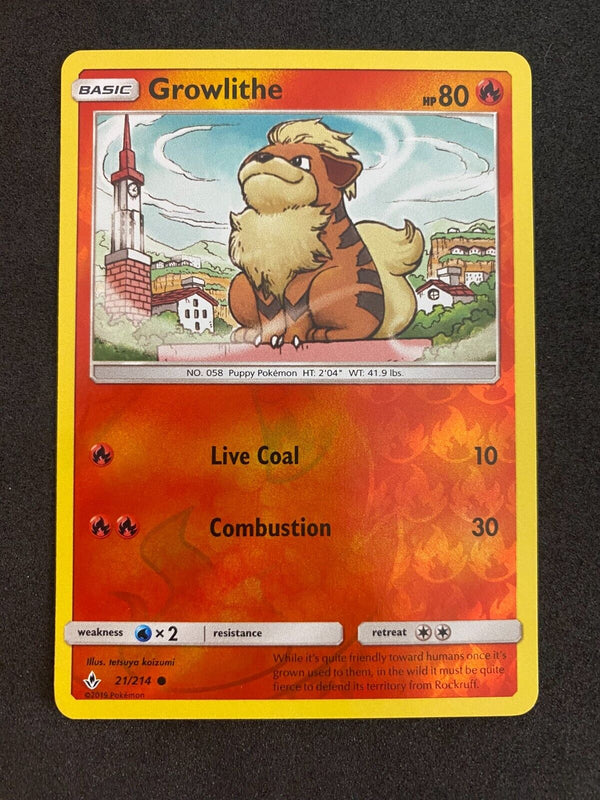 BASIC Growlithe HP 80
NO. 058 Puppy Pokémon HT: 2'04" WT: 41.9 lbs.
Live Coal 10
Combustion 30
weakness ×2 resistance retreat
Illus. tetsuya koizumi
21/214
©2019 Pokémon
While it's quite friendly toward humans once it's
grown used to them, in the wild it must be quite
fierce to defend its territory from Rockruff.